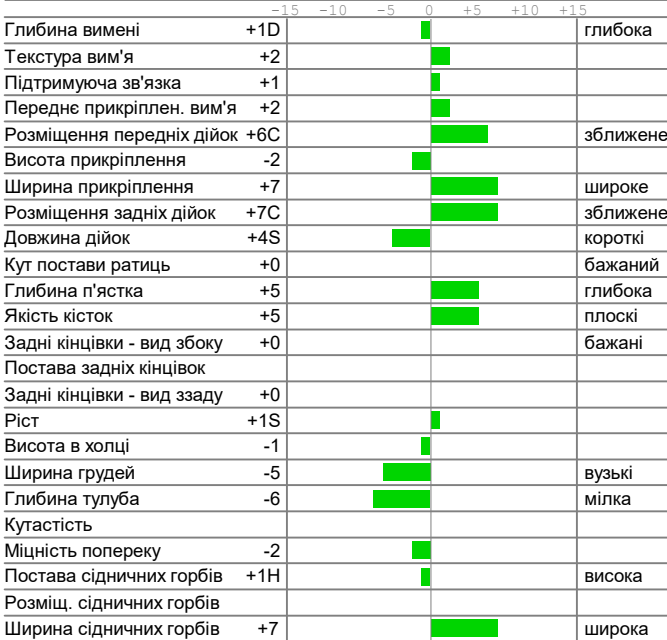 -15 -10 -5 0 +5 +10 +15
Глибина вимені +1D глибока
Текстура вим'я +2
Підтримуюча зв'язка +1
Переднє прикріплен. вим'я +2
Розміщення передніх дійок +6C зближене
Висота прикріплення -2
Ширина прикріплення +7 широке
Розміщення задніх дійок +7C зближене
Довжина дійок +4S короткі
Кут постави ратиць +0 бажаний
Глибина п'ястка +5 глибока
Якість кісток +5 плоскі
Задні кінцівки - вид збоку +0 бажані
Постава задніх кінцівок
Задні кінцівки - вид ззаду +0
Ріст +1S
Висота в холці -1
Ширина грудей -5 вузькі
Глибина тулуба -6 мілка
Кутастість
Міцність попереку -2
Постава сідничних горбів +1H висока
Розміщ. сідничних горбів
Ширина сідничних горбів +7 широка